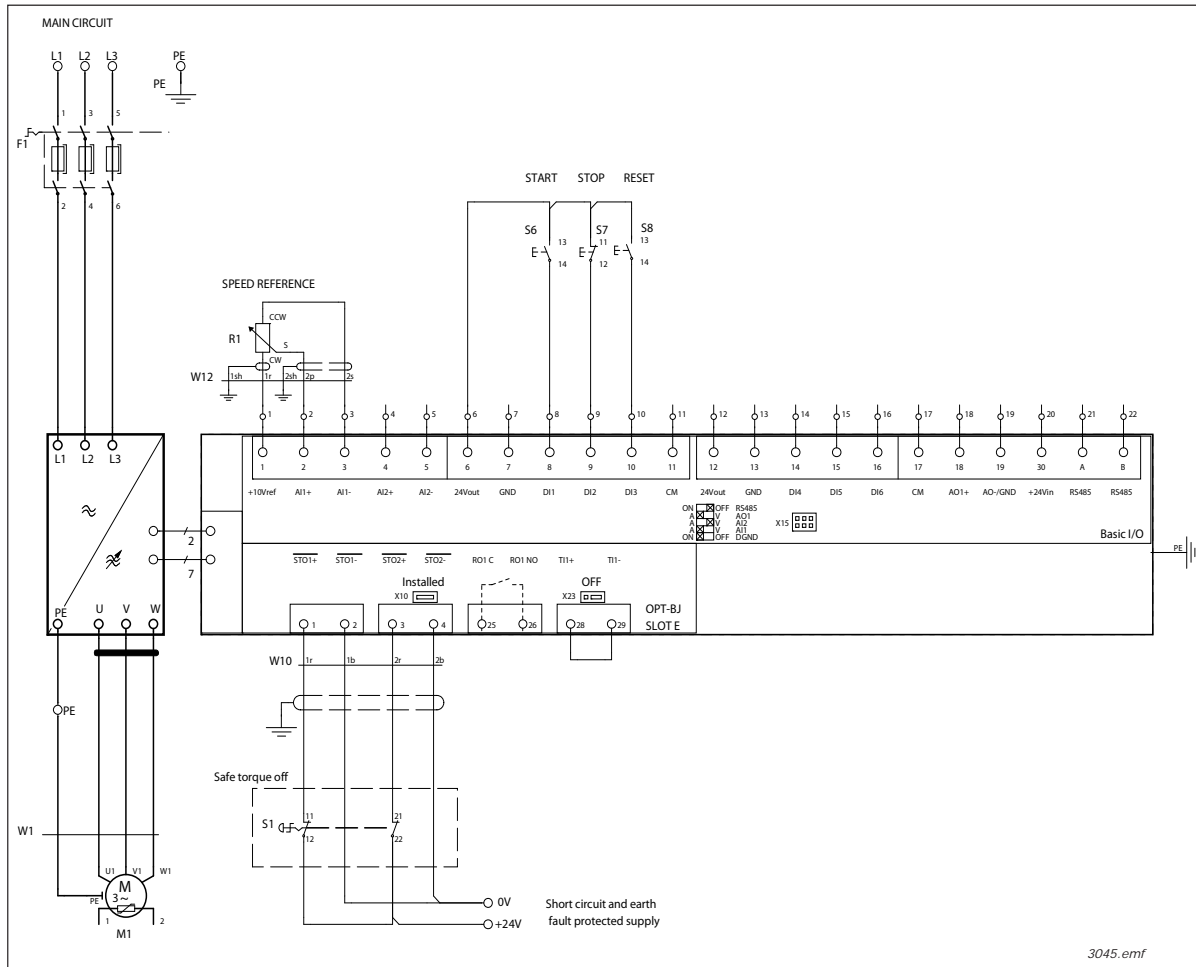 MAIN CIRCUIT
L1 L2 L3 PE
PE
1 3 5
F1
2 4 6
START STOP RESET
S6 13 14
S7 11 12
S8 13 14
SPEED REFERENCE
CCW
R1 S
CW
W12 1sh 1r 2sh 2p 2s
1 2 3 4 5 6 7 8 9 10 11 12 13 14 15 16 17 18 19 20 21 22
L1 L2 L3
1 2 3 4 5 6 7 8 9 10 11 12 13 14 15 16 17 18 19 30 A B
+10Vref AI1+ AI1- AI2+ AI2- 24Vout GND DI1 DI2 DI3 CM 24Vout GND DI4 DI5 DI6 CM AO1+ AO-/GND +24Vin RS485 RS485
ON OFF RS485
A V AO1
A V AI2
A V AI1
ON OFF DGND
X15
Basic I/O
2
7
PE
STO1+ STO1- STO2+ STO2- RO1 C RO1 NO TI1+ TI1-
Installed OFF
X10 X23
OPT-BJ
SLOT E
PE U V W
1 2 3 4 25 26 28 29
W10 1r 1b 2r 2b
PE
Safe torque off
S1 11 12 21 22
W1
U1 V1 W1
M
3~
PE
1 2
M1
0V
+24V
Short circuit and earth
fault protected supply
3045.emf